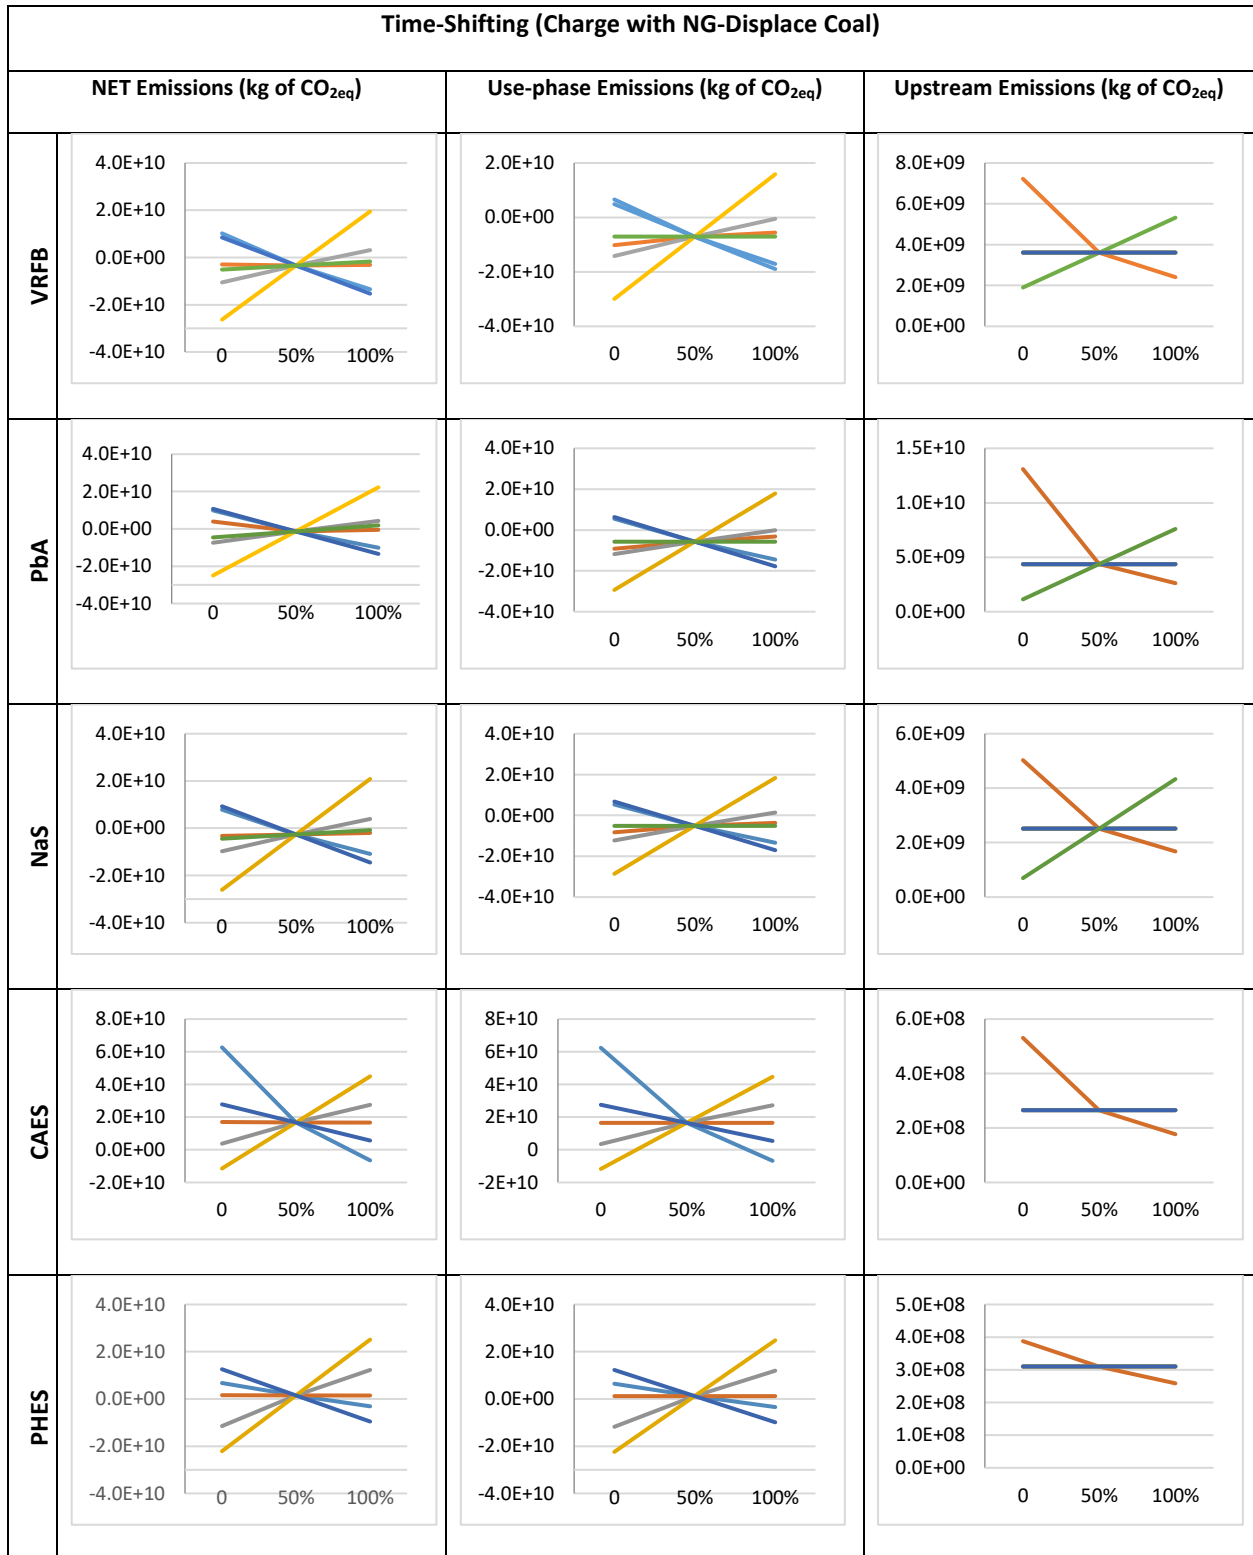 Time-Shifting (Charge with NG-Displace Coal)
NET Emissions (kg of CO2eq)
Use-phase Emissions (kg of CO2eq)
Upstream Emissions (kg of CO2eq)
VRFB
4.0E+10
2.0E+10
0.0E+00
-2.0E+10
-4.0E+10
0 50% 100%
2.0E+10
0.0E+00
-2.0E+10
-4.0E+10
0 50% 100%
8.0E+09
6.0E+09
4.0E+09
2.0E+09
0.0E+00
0 50% 100%
PbA
4.0E+10
2.0E+10
0.0E+00
-2.0E+10
-4.0E+10
0 50% 100%
4.0E+10
2.0E+10
0.0E+00
-2.0E+10
-4.0E+10
0 50% 100%
1.5E+10
1.0E+10
5.0E+09
0.0E+00
0 50% 100%
NaS
4.0E+10
2.0E+10
0.0E+00
-2.0E+10
-4.0E+10
0 50% 100%
4.0E+10
2.0E+10
0.0E+00
-2.0E+10
-4.0E+10
0 50% 100%
6.0E+09
4.0E+09
2.0E+09
0.0E+00
0 50% 100%
CAES
8.0E+10
6.0E+10
4.0E+10
2.0E+10
0.0E+00
-2.0E+10
0 50% 100%
8E+10
6E+10
4E+10
2E+10
0
-2E+10
0 50% 100%
6.0E+08
4.0E+08
2.0E+08
0.0E+00
0 50% 100%
PHES
4.0E+10
2.0E+10
0.0E+00
-2.0E+10
-4.0E+10
0 50% 100%
4.0E+10
2.0E+10
0.0E+00
-2.0E+10
-4.0E+10
0 50% 100%
5.0E+08
4.0E+08
3.0E+08
2.0E+08
1.0E+08
0.0E+00
0 50% 100%